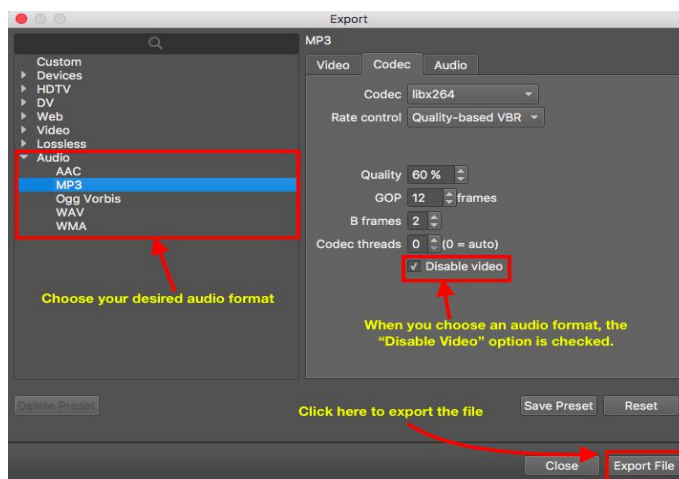 Export
MP3
Custom
Devices
HDTV
DV
Web
Video
Lossless
Audio
AAC
MP3
Ogg Vorbis
WAV
WMA
Video Codec Audio
Codec libx264
Rate control Quality-based VBR
Quality 60 %
GOP 12 frames
B frames 2
Codec threads 0 (0 = auto)
Disable video
Choose your desired audio format
When you choose an audio format, the
“Disable Video” option is checked.
Delete Preset
Click here to export the file
Save Preset Reset
Close Export File